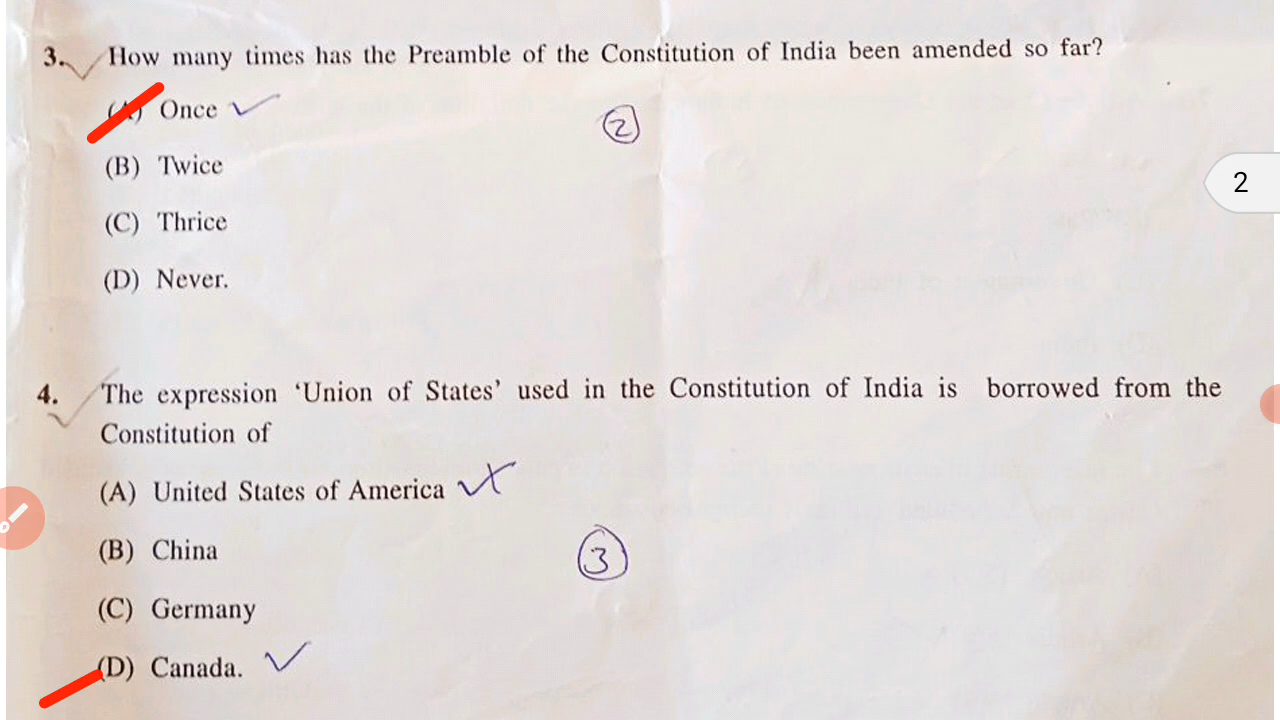 3. How many times has the Preamble of the Constitution of India been amended so far?
(A) Once
2
(B) Twice
2
(C) Thrice
(D) Never.
4. The expression ‘Union of States’ used in the Constitution of India is borrowed from the
Constitution of
(A) United States of America
(B) China
3
(C) Germany
(D) Canada.